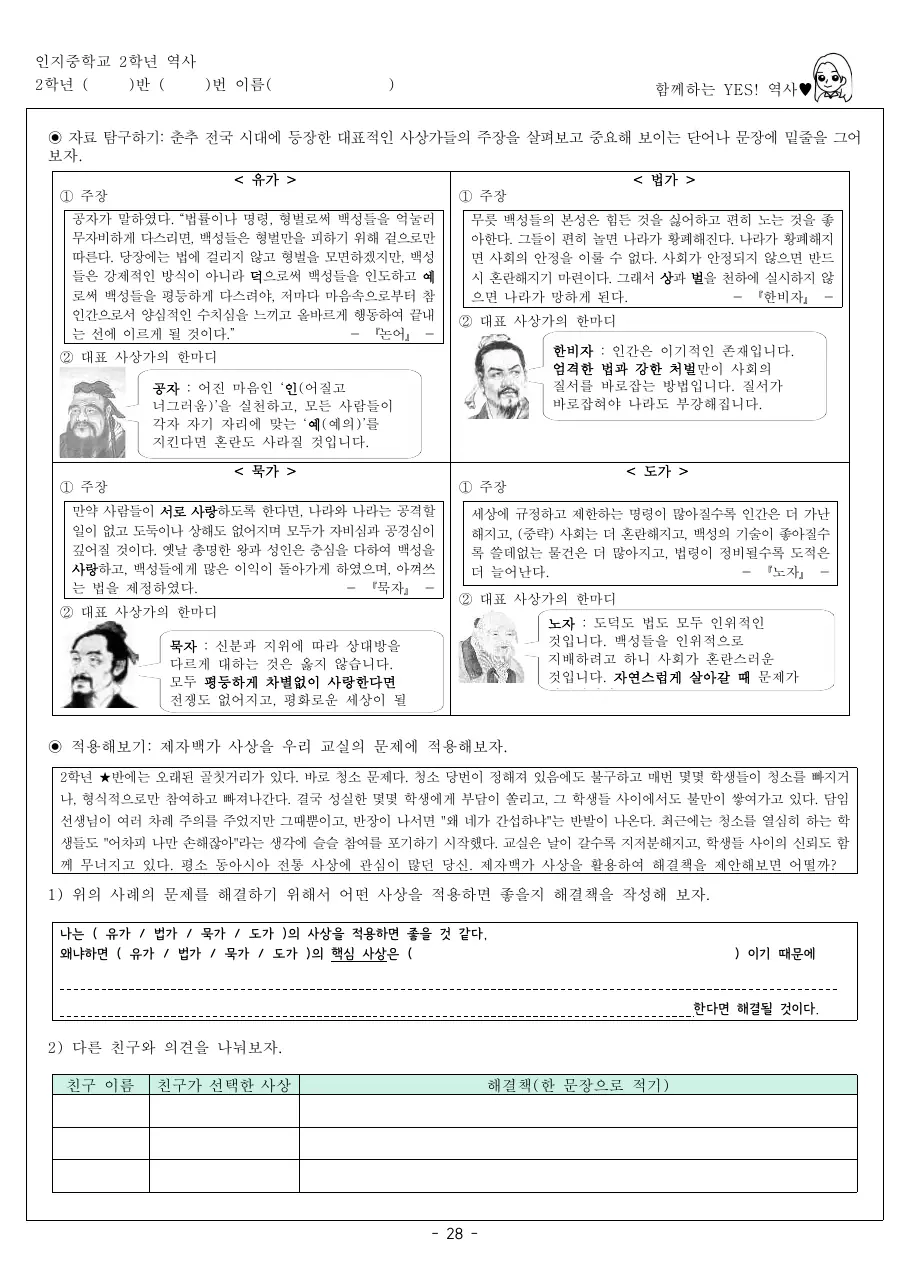 인지중학교 2학년 역사
2학년 (    )반 (    )번 이름(            )
함께하는 YES! 역사♥
◉ 자료 탐구하기: 춘추 전국 시대에 등장한 대표적인 사상가들의 주장을 살펴보고 중요해 보이는 단어나 문장에 밑줄을 그어
보자.
< 유가 >
① 주장
공자가 말하였다. “법률이나 명령, 형벌로써 백성들을 억눌러
무자비하게 다스리면, 백성들은 형벌만을 피하기 위해 겉으로만
따른다. 당장에는 법에 걸리지 않고 형벌을 모면하겠지만, 백성
들은 강제적인 방식이 아니라 덕으로써 백성들을 인도하고 예
로써 백성들을 평등하게 다스려야, 저마다 마음속으로부터 참
인간으로서 양심적인 수치심을 느끼고 올바르게 행동하여 끝내
는 선에 이르게 될 것이다.” - 『논어』 -
② 대표 사상가의 한마디
공자 : 어진 마음인 ‘인(어질고
너그러움)’을 실천하고, 모든 사람들이
각자 자기 자리에 맞는 ‘예(예의)’를
지킨다면 혼란도 사라질 것입니다.
< 법가 >
① 주장
무릇 백성들의 본성은 힘든 것을 싫어하고 편히 노는 것을 좋
아한다. 그들이 편히 놀면 나라가 황폐해진다. 나라가 황폐해지
면 사회의 안정을 이룰 수 없다. 사회가 안정되지 않으면 반드
시 혼란해지기 마련이다. 그래서 상과 벌을 천하에 실시하지 않
으면 나라가 망하게 된다. - 『한비자』 -
② 대표 사상가의 한마디
한비자 : 인간은 이기적인 존재입니다.
엄격한 법과 강한 처벌만이 사회의
질서를 바로잡는 방법입니다. 질서가
바로잡혀야 나라도 부강해집니다.
< 묵가 >
① 주장
만약 사람들이 서로 사랑하도록 한다면, 나라와 나라는 공격할
일이 없고 도둑이나 상해도 없어지며 모두가 자비심과 공경심이
깊어질 것이다. 옛날 총명한 왕과 성인은 충심을 다하여 백성을
사랑하고, 백성들에게 많은 이익이 돌아가게 하였으며, 아껴쓰
는 법을 제정하였다. - 『묵자』 -
② 대표 사상가의 한마디
묵자 : 신분과 지위에 따라 상대방을
다르게 대하는 것은 옳지 않습니다.
모두 평등하게 차별없이 사랑한다면
전쟁도 없어지고, 평화로운 세상이 될
< 도가 >
① 주장
세상에 규정하고 제한하는 명령이 많아질수록 인간은 더 가난
해지고, (중략) 사회는 더 혼란해지고, 백성의 기술이 좋아질수
록 쓸데없는 물건은 더 많아지고, 법령이 정비될수록 도적은
더 늘어난다. - 『노자』 -
② 대표 사상가의 한마디
노자 : 도덕도 법도 모두 인위적인
것입니다. 백성들을 인위적으로
지배하려고 하니 사회가 혼란스러운
것입니다. 자연스럽게 살아갈 때 문제가
◉ 적용해보기: 제자백가 사상을 우리 교실의 문제에 적용해보자.
2학년 ★반에는 오래된 골칫거리가 있다. 바로 청소 문제다. 청소 당번이 정해져 있음에도 불구하고 매번 몇몇 학생들이 청소를 빠지거
나, 형식적으로만 참여하고 빠져나간다. 결국 성실한 몇몇 학생에게 부담이 쏠리고, 그 학생들 사이에서도 불만이 쌓여가고 있다. 담임
선생님이 여러 차례 주의를 주었지만 그때뿐이고, 반장이 나서면 "왜 네가 간섭하냐"는 반발이 나온다. 최근에는 청소를 열심히 하는 학
생들도 "어차피 나만 손해잖아"라는 생각에 슬슬 참여를 포기하기 시작했다. 교실은 날이 갈수록 지저분해지고, 학생들 사이의 신뢰도 함
께 무너지고 있다. 평소 동아시아 전통 사상에 관심이 많던 당신. 제자백가 사상을 활용하여 해결책을 제안해보면 어떨까?
1) 위의 사례의 문제를 해결하기 위해서 어떤 사상을 적용하면 좋을지 해결책을 작성해 보자.
나는 ( 유가 / 법가 / 묵가 / 도가 )의 사상을 적용하면 좋을 것 같다.
왜냐하면 ( 유가 / 법가 / 묵가 / 도가 )의 핵심 사상은 (                    ) 이기 때문에
한다면 해결될 것이다.
2) 다른 친구와 의견을 나눠보자.
친구 이름 친구가 선택한 사상 해결책(한 문장으로 적기)
- 28 -